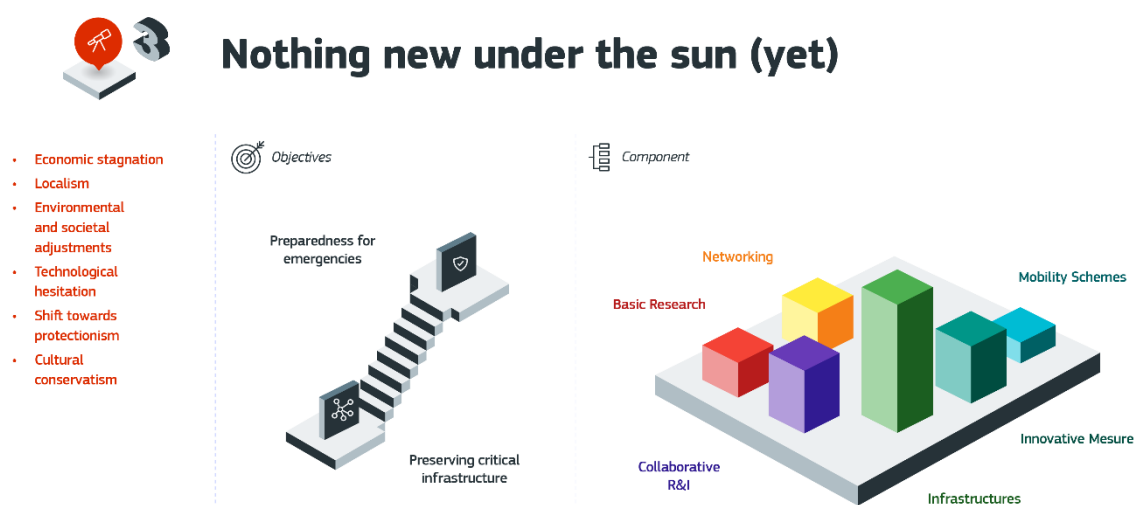 3
Nothing new under the sun (yet)
• Economic stagnation
• Localism
• Environmental
and societal
adjustments
• Technological
hesitation
• Shift towards
protectionism
• Cultural
conservatism
Objectives
Preparedness for
emergencies
Preserving critical
infrastructure
Component
Networking
Basic Research
Mobility Schemes
Innovative Mesure
Collaborative
R&I
Infrastructures